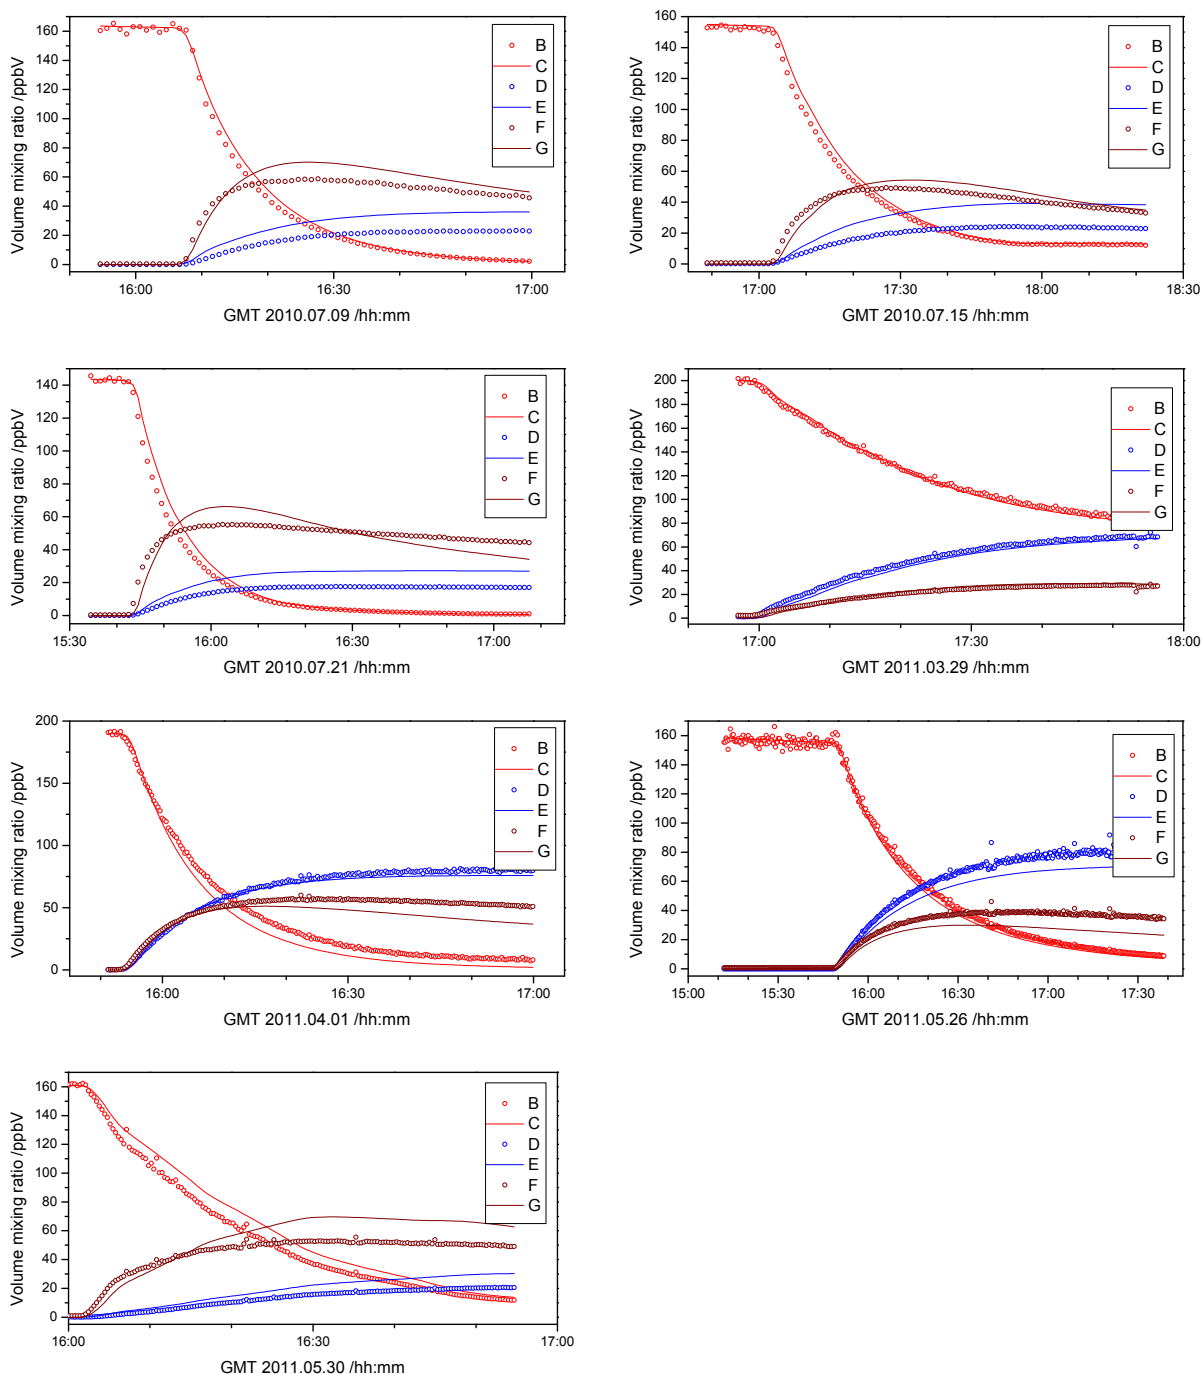 Volume mixing ratio /ppbV
160
140
120
100
80
60
40
20
0
16:00 16:30 17:00
GMT 2010.07.09 /hh:mm
B
C
D
E
F
G
Volume mixing ratio /ppbV
160
140
120
100
80
60
40
20
0
17:00 17:30 18:00 18:30
GMT 2010.07.15 /hh:mm
B
C
D
E
F
G
Volume mixing ratio /ppbV
140
120
100
80
60
40
20
0
15:30 16:00 16:30 17:00
GMT 2010.07.21 /hh:mm
B
C
D
E
F
G
Volume mixing ratio /ppbV
200
180
160
140
120
100
80
60
40
20
0
17:00 17:30 18:00
GMT 2011.03.29 /hh:mm
B
C
D
E
F
G
Volume mixing ratio /ppbV
200
150
100
50
0
16:00 16:30 17:00
GMT 2011.04.01 /hh:mm
B
C
D
E
F
G
Volume mixing ratio /ppbV
160
140
120
100
80
60
40
20
0
15:00 15:30 16:00 16:30 17:00 17:30
GMT 2011.05.26 /hh:mm
B
C
D
E
F
G
Volume mixing ratio /ppbV
160
140
120
100
80
60
40
20
0
16:00 16:30 17:00
GMT 2011.05.30 /hh:mm
B
C
D
E
F
G